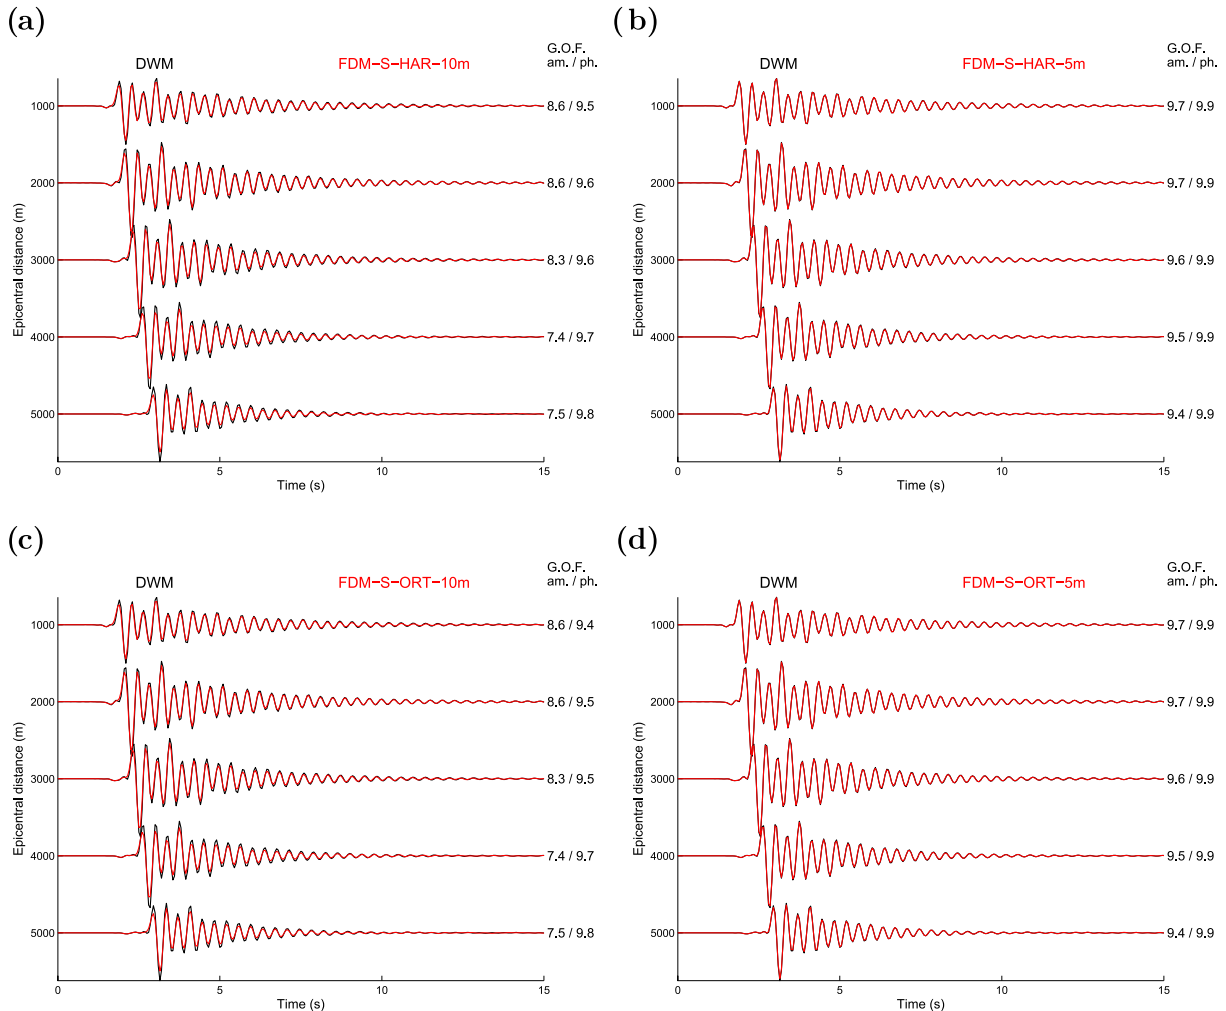 (a)
DWM
FDM-S-HAR-10m
G.O.F.
am. / ph.
Epicentral distance (m)
1000
8.6 / 9.5
2000
8.6 / 9.6
3000
8.3 / 9.6
4000
7.4 / 9.7
5000
7.5 / 9.8
0 5 10 15
Time (s)
(b)
DWM
FDM-S-HAR-5m
G.O.F.
am. / ph.
Epicentral distance (m)
1000
9.7 / 9.9
2000
9.7 / 9.9
3000
9.6 / 9.9
4000
9.5 / 9.9
5000
9.4 / 9.9
0 5 10 15
Time (s)
(c)
DWM
FDM-S-ORT-10m
G.O.F.
am. / ph.
Epicentral distance (m)
1000
8.6 / 9.4
2000
8.6 / 9.5
3000
8.3 / 9.5
4000
7.4 / 9.7
5000
7.5 / 9.8
0 5 10 15
Time (s)
(d)
DWM
FDM-S-ORT-5m
G.O.F.
am. / ph.
Epicentral distance (m)
1000
9.7 / 9.9
2000
9.7 / 9.9
3000
9.6 / 9.9
4000
9.5 / 9.9
5000
9.4 / 9.9
0 5 10 15
Time (s)